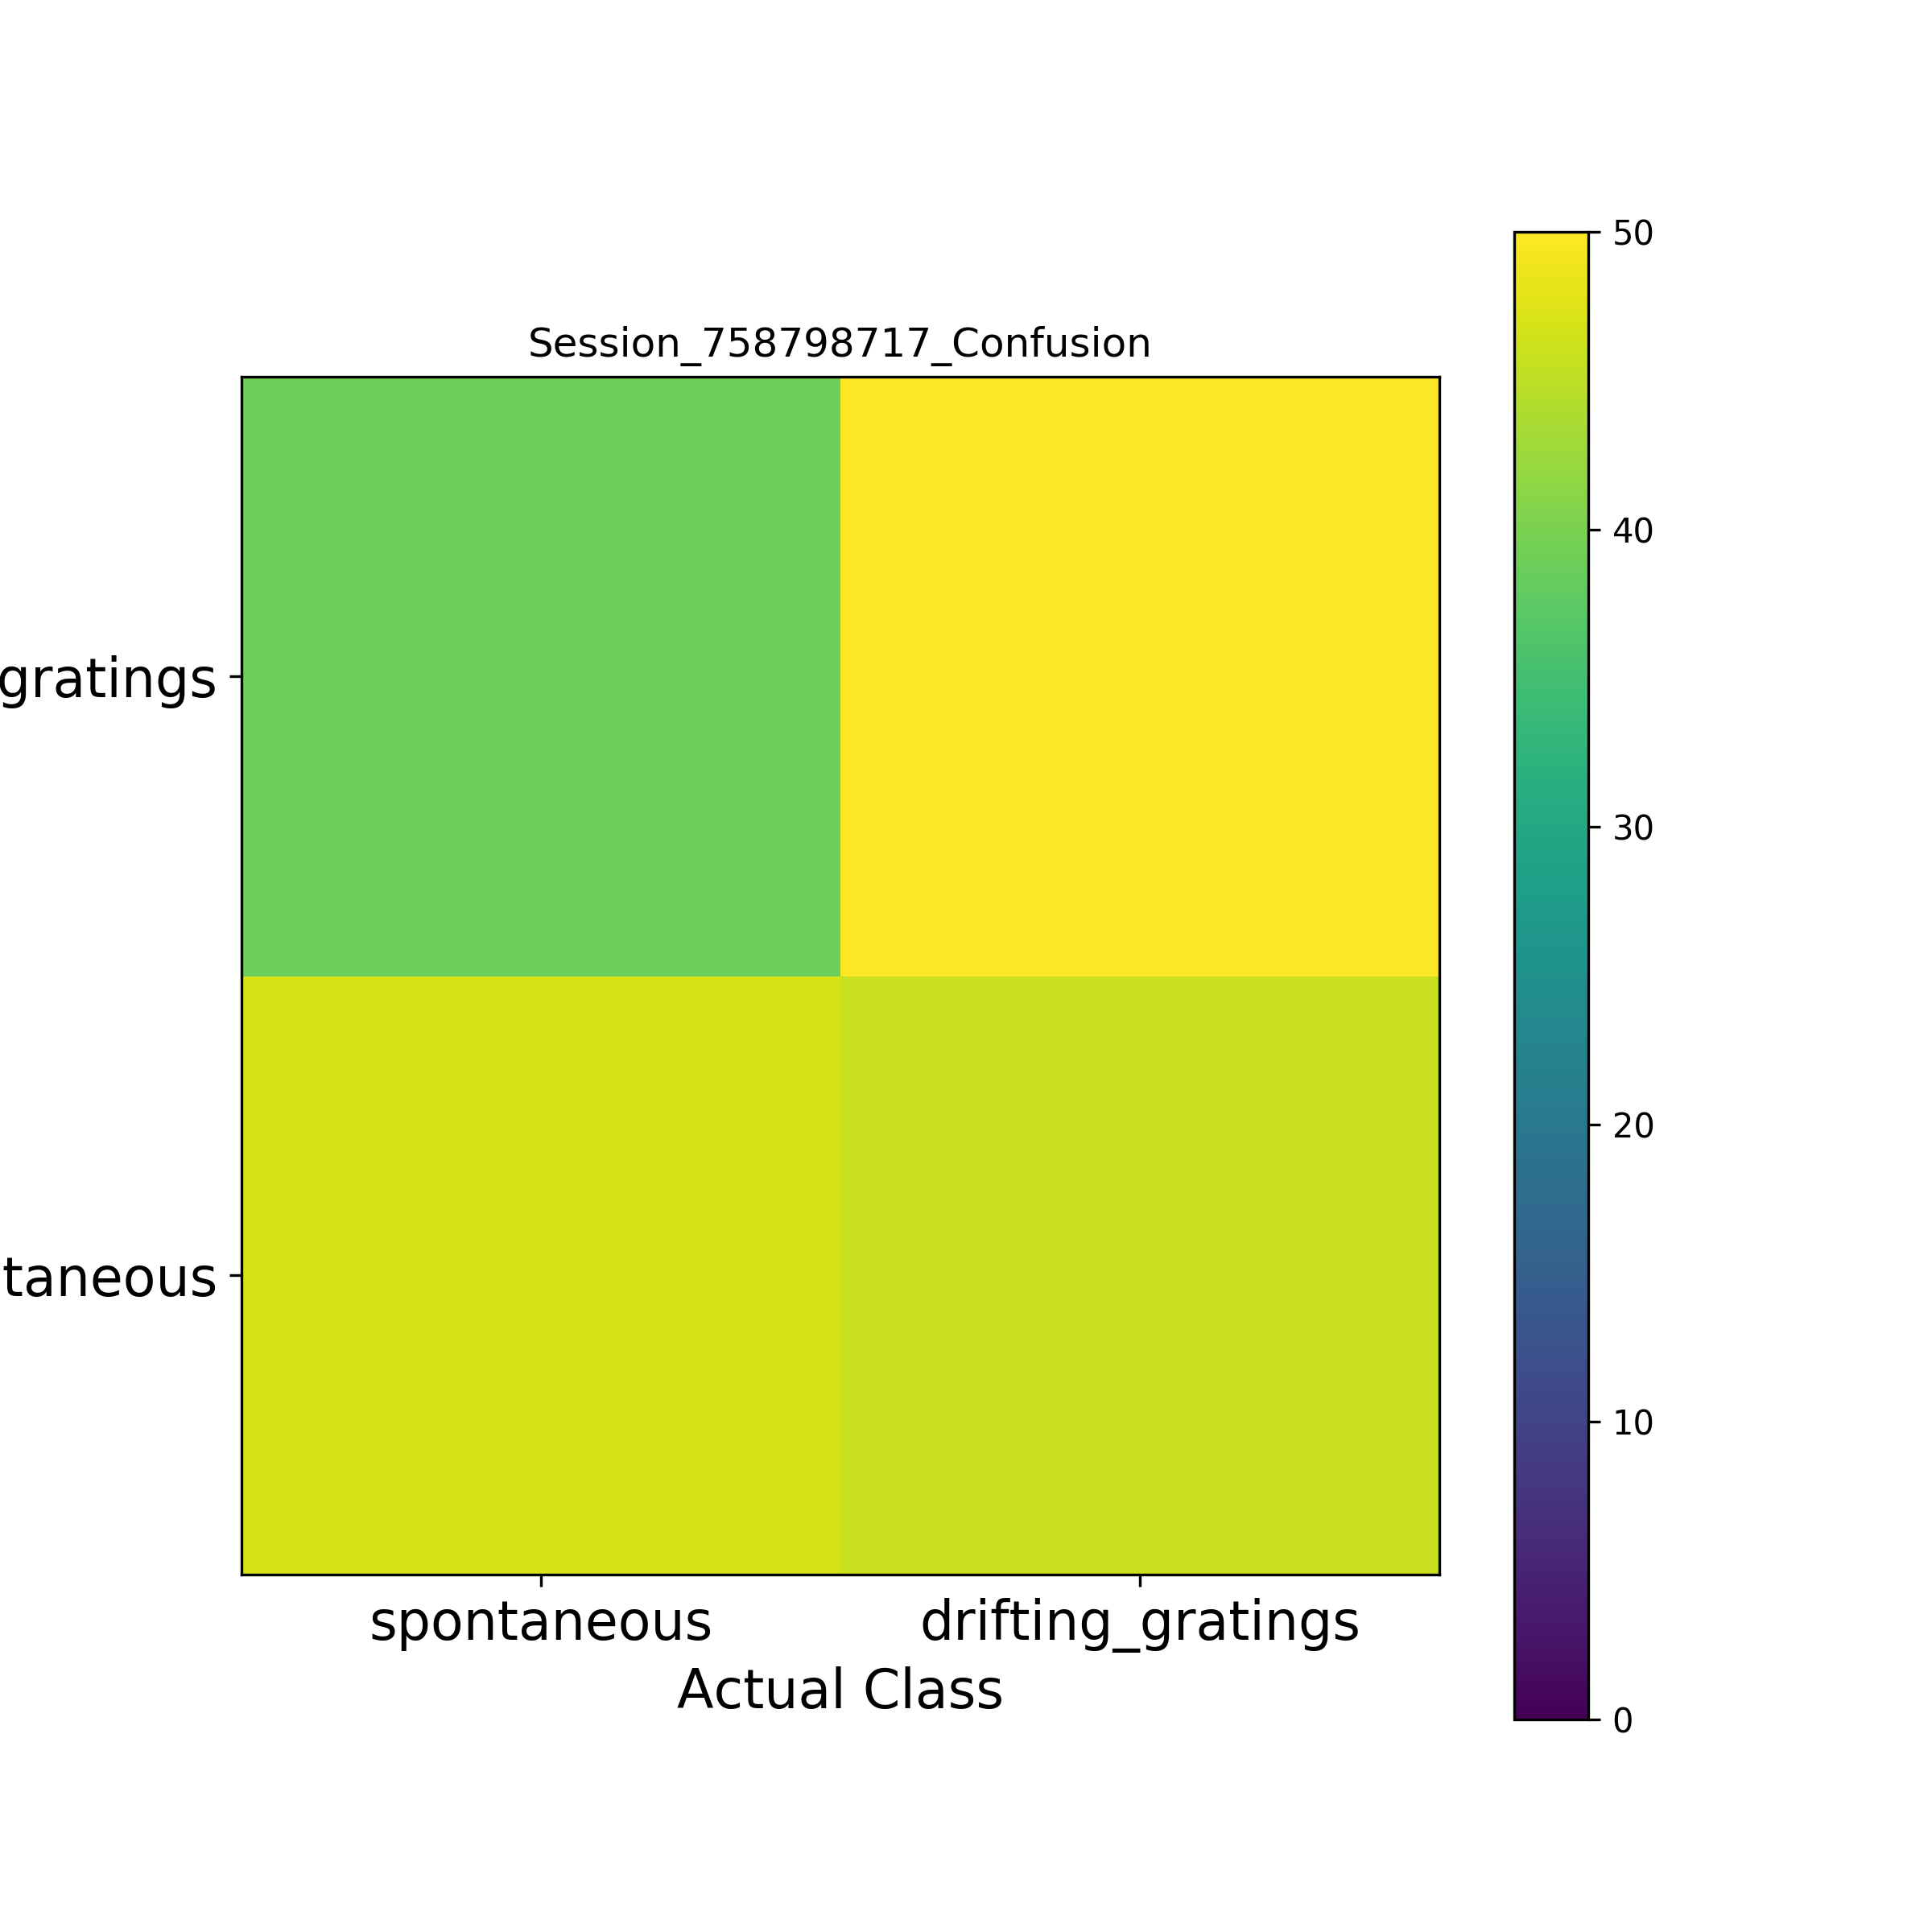 Session_758798717_Confusion
gratings
taneous
spontaneous drifting_gratings
Actual Class
50
40
30
20
10
0